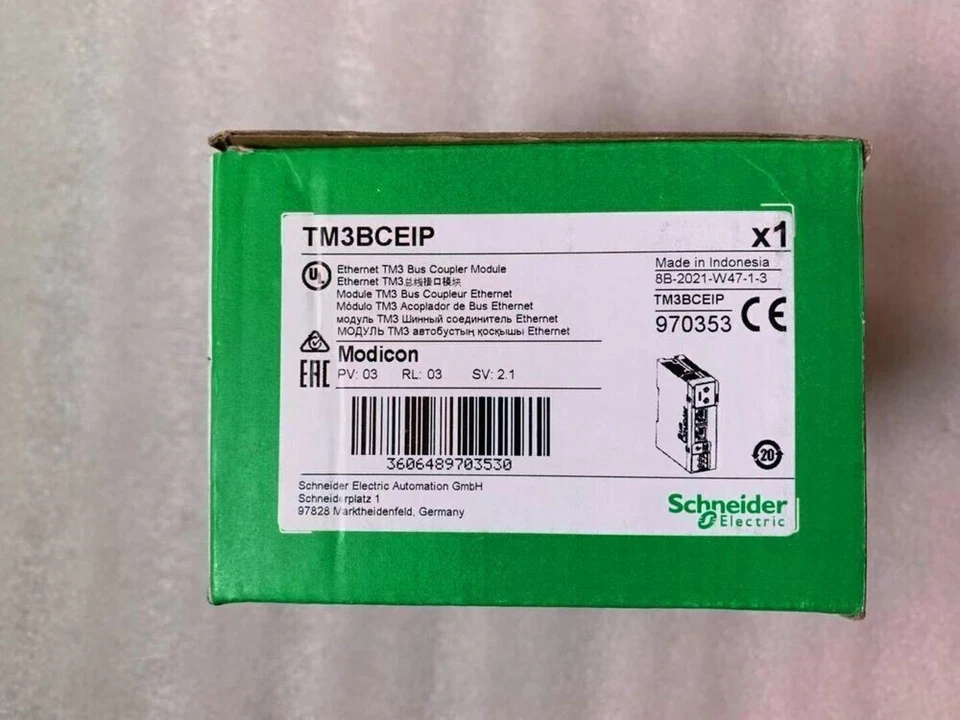 TM3BCEIP
x1
Ethernet TM3 Bus Coupler Module
Ethernet TM3总线接口模块
Module TM3 Bus Coupleur Ethernet
Módulo TM3 Acoplador de Bus Ethernet
модуль TM3 Шинный соединитель Ethernet
МОДУЛЬ TM3 автобустың қосқышы Ethernet
Made in Indonesia
8B-2021-W47-1-3
TM3BCEIP
970353 CE
UL
EAC
Modicon
PV: 03 RL: 03 SV: 2.1
3606489703530
20
Schneider Electric Automation GmbH
Schneiderplatz 1
97828 Marktheidenfeld, Germany
Schneider
Electric